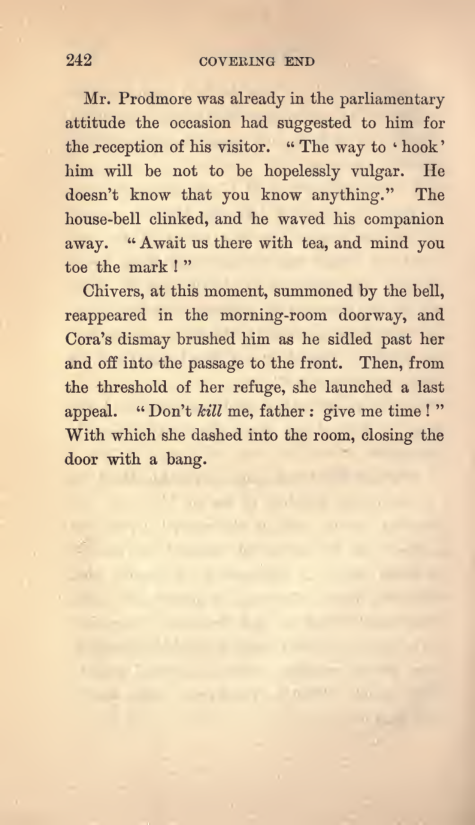 242 COVERING END
Mr. Prodmore was already in the parliamentary
attitude the occasion had suggested to him for
the reception of his visitor. “ The way to ‘ hook ’
him will be not to be hopelessly vulgar. He
doesn’t know that you know anything.” The
house-bell clinked, and he waved his companion
away. “ Await us there with tea, and mind you
toe the mark ! ”
Chivers, at this moment, summoned by the bell,
reappeared in the morning-room doorway, and
Cora’s dismay brushed him as he sidled past her
and off into the passage to the front. Then, from
the threshold of her refuge, she launched a last
appeal. “ Don’t kill me, father : give me time ! ”
With which she dashed into the room, closing the
door with a bang.